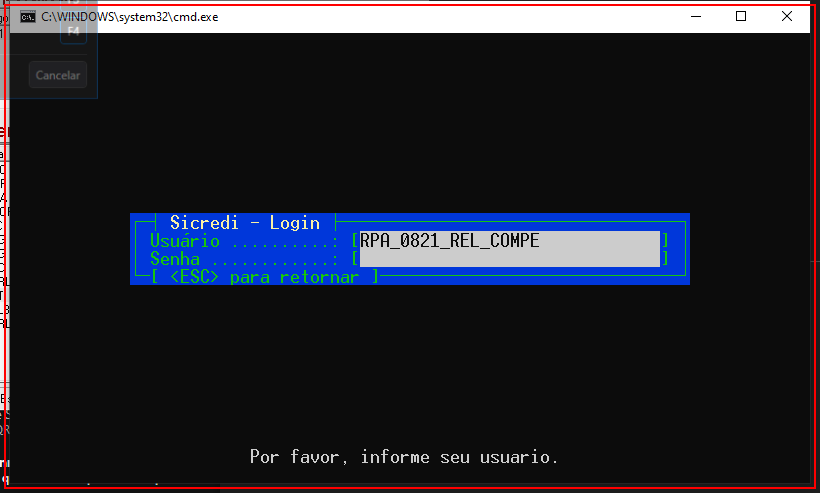 C:\WINDOWS\system32\cmd.exe
F4
Cancelar
Sicredi - Login
Usuário ..........: [RPA_0821_REL_COMPE ]
Senha ............: [ ]
[ <ESC> para retornar ]
Por favor, informe seu usuario.